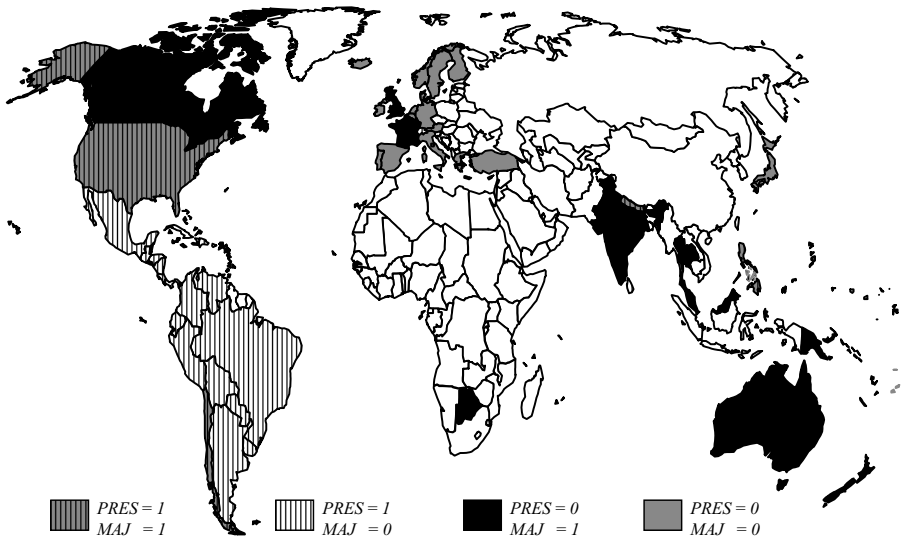 PRES = 1
MAJ = 1
PRES = 1
MAJ = 0
PRES = 0
MAJ = 1
PRES = 0
MAJ = 0